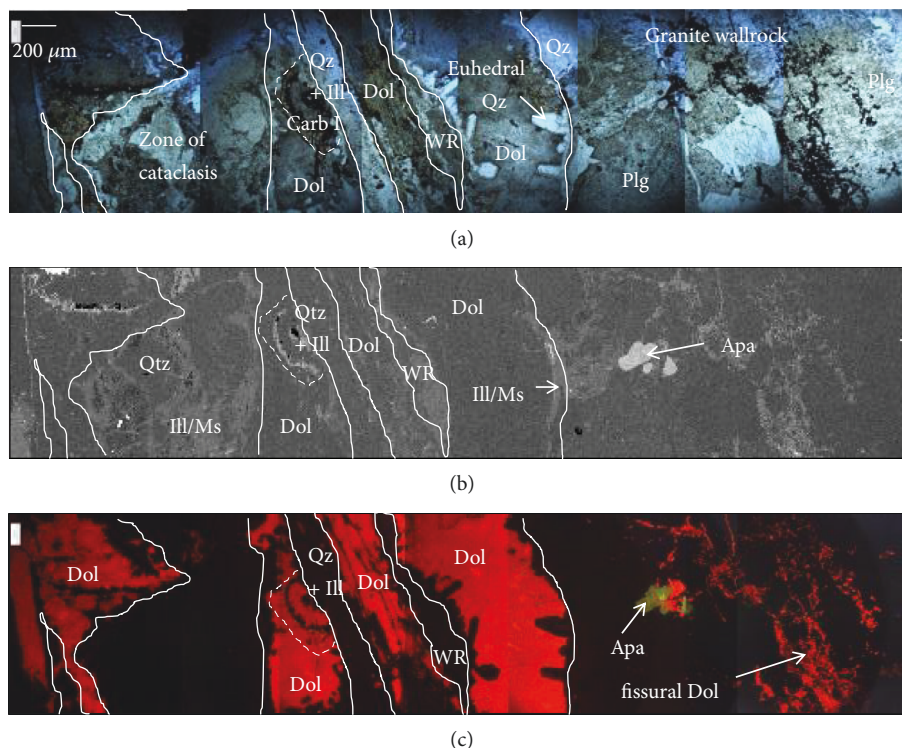 200 μm
Qz
+ Ill
Carb I
Dol
Dol
WR
Euhedral
Qz
Dol
Qz
Granite wallrock
Plg
Plg
Zone of
cataclasis
(a)
Qtz
+ Ill
Dol
WR
Dol
Dol
Ill/Ms
Apa
Qtz
Ill/Ms
(b)
Dol
Qz
+ Ill
Dol
WR
Dol
Dol
Apa
fissural Dol
(c)